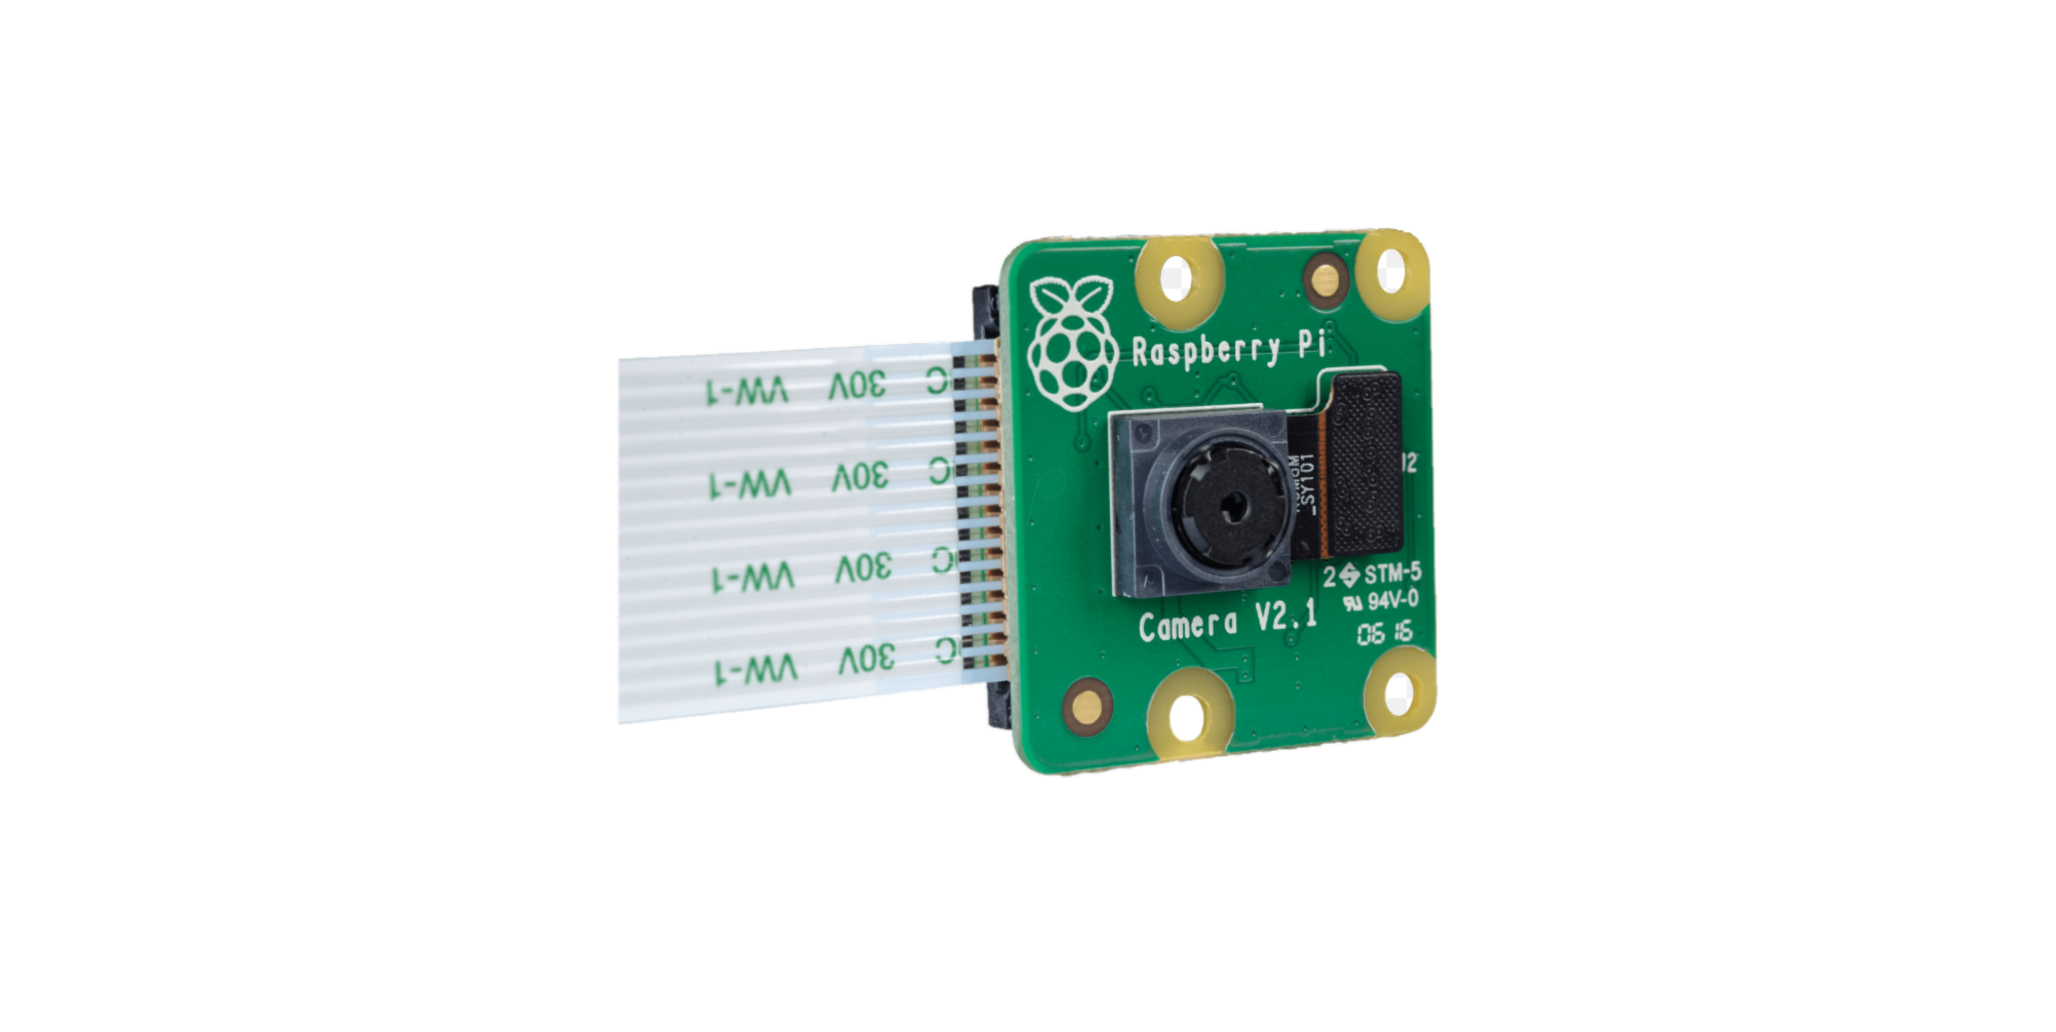 Raspberry Pi
VW-1 30V
VW-1 30V
VW-1 30V
VW-1 30V
_SY101
J2
Camera V2.1
2 STM-5
94V-0
06 16